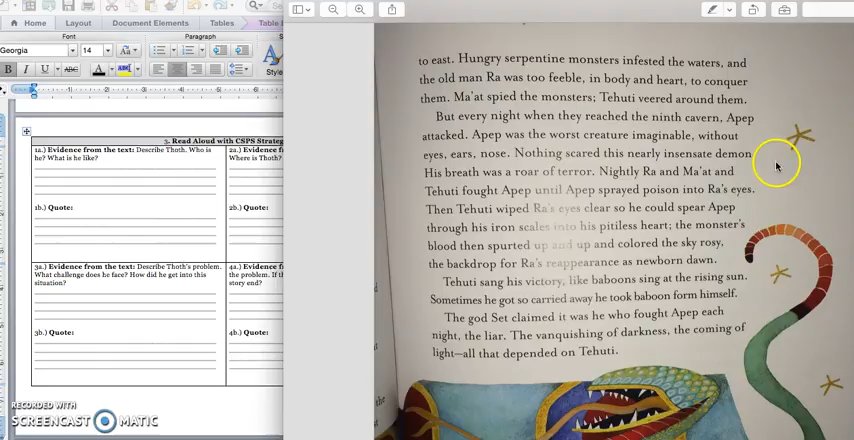 Home Layout Document Elements Tables Table
Font Paragraph
Georgia 14 Aa
B I U ABC A
Style
3. Read Aloud with CSPS Strateg
1a.) Evidence from the text: Describe Thoth. Who is
he? What is he like?
1b.) Quote:
2a.) Evidence f
Where is Thoth?
2b.) Quote:
3a.) Evidence from the text: Describe Thoth's problem.
What challenge does he face? How did he get into this
situation?
3b.) Quote:
4a.) Evidence f
the problem. If th
story end?
4b.) Quote:
RECORDED WITH
SCREENCAST MATIC
to east. Hungry serpentine monsters infested the waters, and
the old man Ra was too feeble, in body and heart, to conquer
them. Ma'at spied the monsters; Tehuti veered around them.
But every night when they reached the ninth cavern, Apep
attacked. Apep was the worst creature imaginable, without
eyes, ears, nose. Nothing scared this nearly insensate demon
His breath was a roar of terror. Nightly Ra and Ma'at and
Tehuti fought Apep until Apep sprayed poison into Ra's eyes.
Then Tehuti wiped Ra's eyes clear so he could spear Apep
through his iron scales into his pitiless heart; the monster's
blood then spurted up and up and colored the sky rosy,
the backdrop for Ra's reappearance as newborn dawn.
Tehuti sang his victory, like baboons sing at the rising sun.
Sometimes he got so carried away he took baboon form himself.
The god Set claimed it was he who fought Apep each
night, the liar. The vanquishing of darkness, the coming of
light—all that depended on Tehuti.